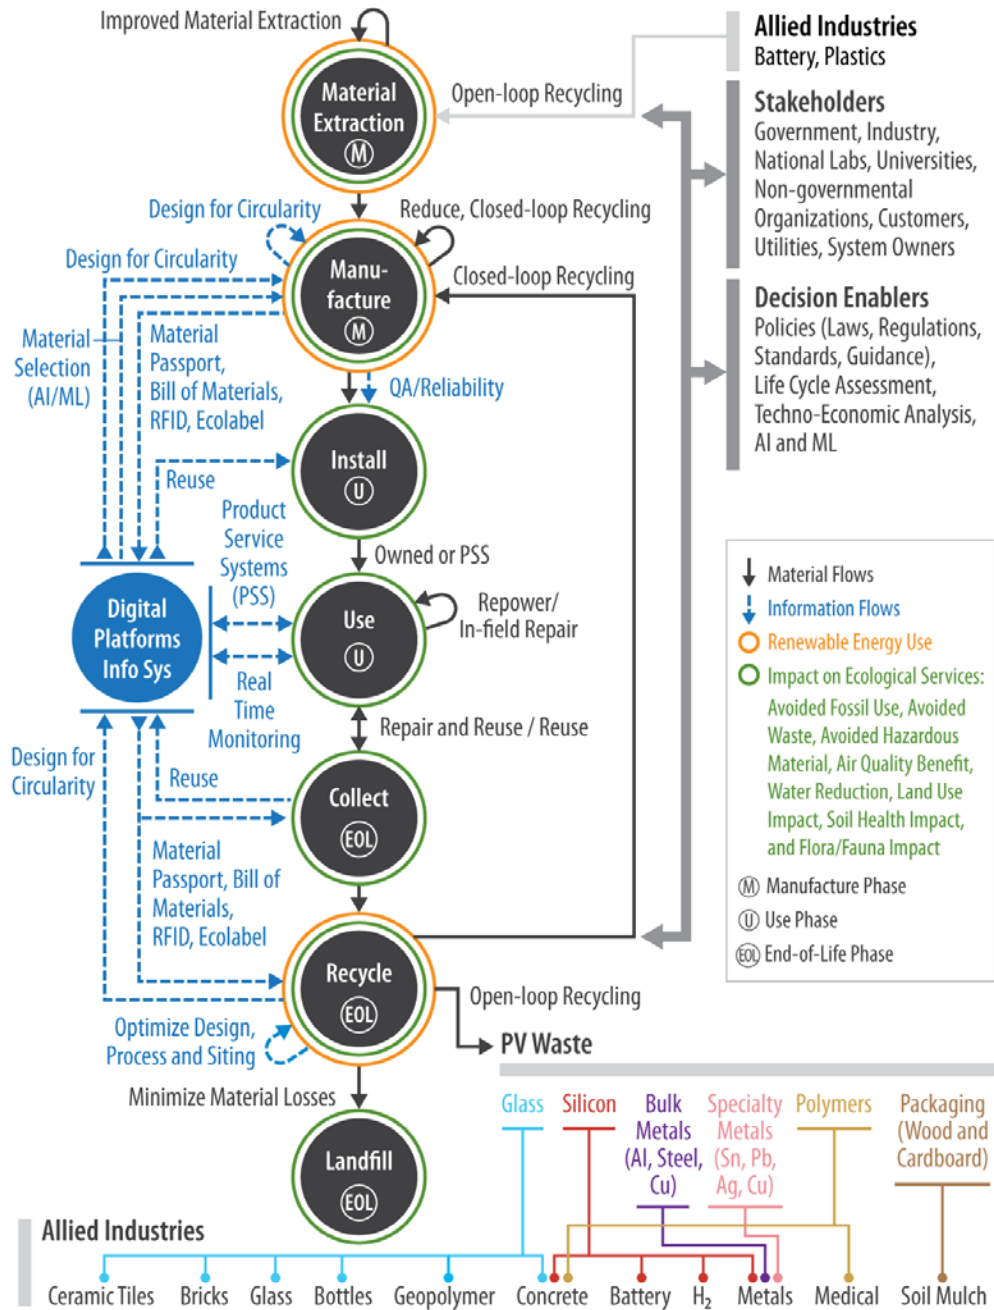 Improved Material Extraction
Material
Extraction
M
Open-loop Recycling
Allied Industries
Battery, Plastics
Stakeholders
Government, Industry,
National Labs, Universities,
Non-governmental
Organizations, Customers,
Utilities, System Owners
Decision Enablers
Policies (Laws, Regulations,
Standards, Guidance),
Life Cycle Assessment,
Techno-Economic Analysis,
AI and ML
Design for Circularity
Reduce, Closed-loop Recycling
Design for Circularity
Manu-
facture
M
Closed-loop Recycling
Material
Selection
(AI/ML)
Material
Passport,
Bill of Materials,
RFID, Ecolabel
QA/Reliability
Install
U
Reuse
Product
Service
Systems
(PSS)
Owned or PSS
Digital
Platforms
Info Sys
Use
U
Repower/
In-field Repair
Real
Time
Monitoring
Repair and Reuse / Reuse
Design for
Circularity
Reuse
Collect
EOL
Material
Passport, Bill of
Materials,
RFID, Ecolabel
Recycle
EOL
Open-loop Recycling
Optimize Design,
Process and Siting
PV Waste
Minimize Material Losses
Landfill
EOL
Material Flows
Information Flows
Renewable Energy Use
Impact on Ecological Services:
Avoided Fossil Use, Avoided
Waste, Avoided Hazardous
Material, Air Quality Benefit,
Water Reduction, Land Use
Impact, Soil Health Impact,
and Flora/Fauna Impact
M Manufacture Phase
U Use Phase
EOL End-of-Life Phase
Glass
Silicon
Bulk
Metals
(Al, Steel,
Cu)
Specialty
Metals
(Sn, Pb,
Ag, Cu)
Polymers
Packaging
(Wood and
Cardboard)
Allied Industries
Ceramic Tiles
Bricks
Glass
Bottles
Geopolymer
Concrete
Battery
H₂
Metals
Medical
Soil Mulch